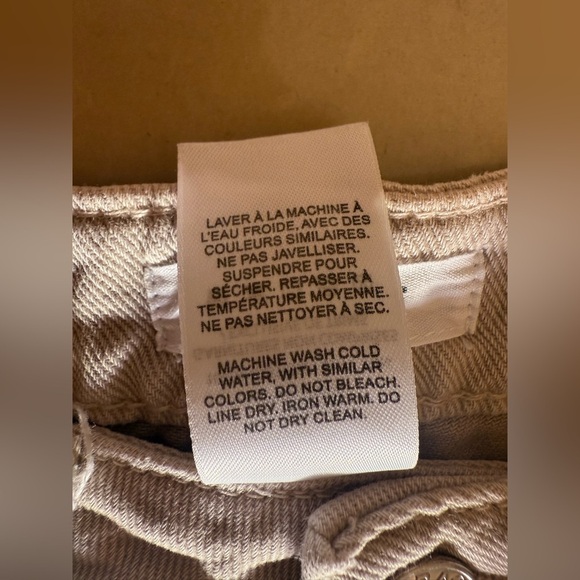 LAVER À LA MACHINE À
L'EAU FROIDE, AVEC DES
COULEURS SIMILAIRES.
NE PAS JAVELLISER.
SUSPENDRE POUR
SÉCHER. REPASSER À
TEMPÉRATURE MOYENNE.
NE PAS NETTOYER À SEC.
MACHINE WASH COLD
WATER, WITH SIMILAR
COLORS. DO NOT BLEACH.
LINE DRY. IRON WARM. DO
NOT DRY CLEAN.